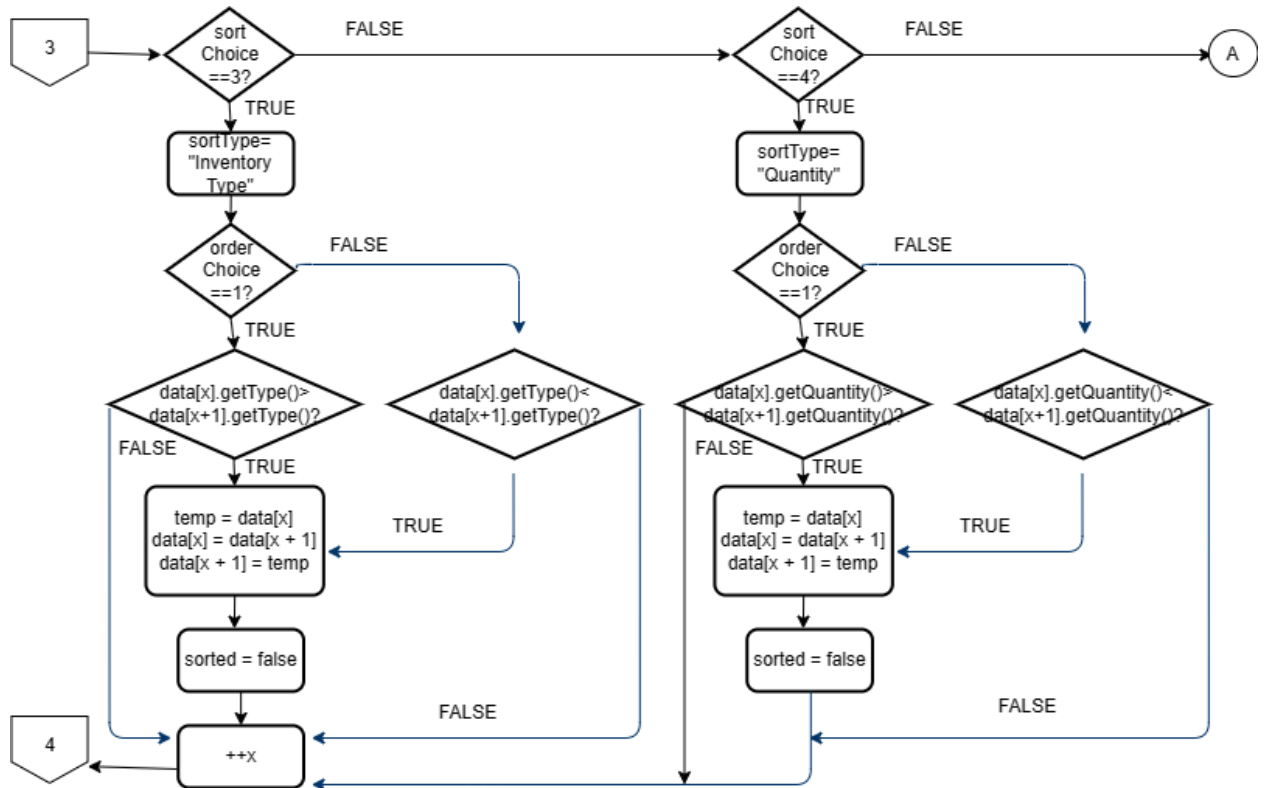 3
sort
Choice
==3?
FALSE
sort
Choice
==4?
FALSE
A
TRUE
TRUE
sortType=
"Inventory
Type"
sortType=
"Quantity"
order
Choice
==1?
FALSE
order
Choice
==1?
FALSE
TRUE
TRUE
data[x].getType()>
data[x+1].getType()?
data[x].getType()<
data[x+1].getType()?
data[x].getQuantity()>
data[x+1].getQuantity()?
data[x].getQuantity()<
data[x+1].getQuantity()?
FALSE
TRUE
FALSE
TRUE
temp = data[x]
data[x] = data[x + 1]
data[x + 1] = temp
TRUE
temp = data[x]
data[x] = data[x + 1]
data[x + 1] = temp
TRUE
sorted = false
sorted = false
FALSE
FALSE
4
++x